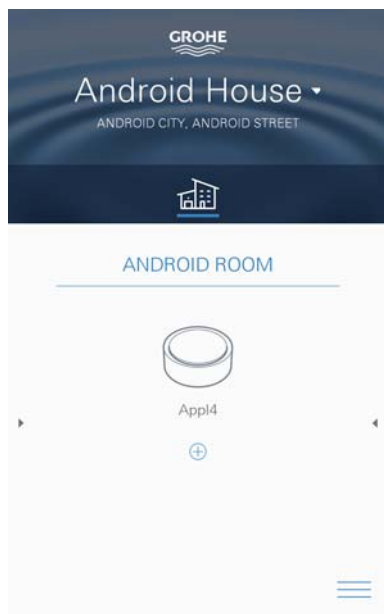 GROHE
Android House
ANDROID CITY, ANDROID STREET
ANDROID ROOM
Appl4